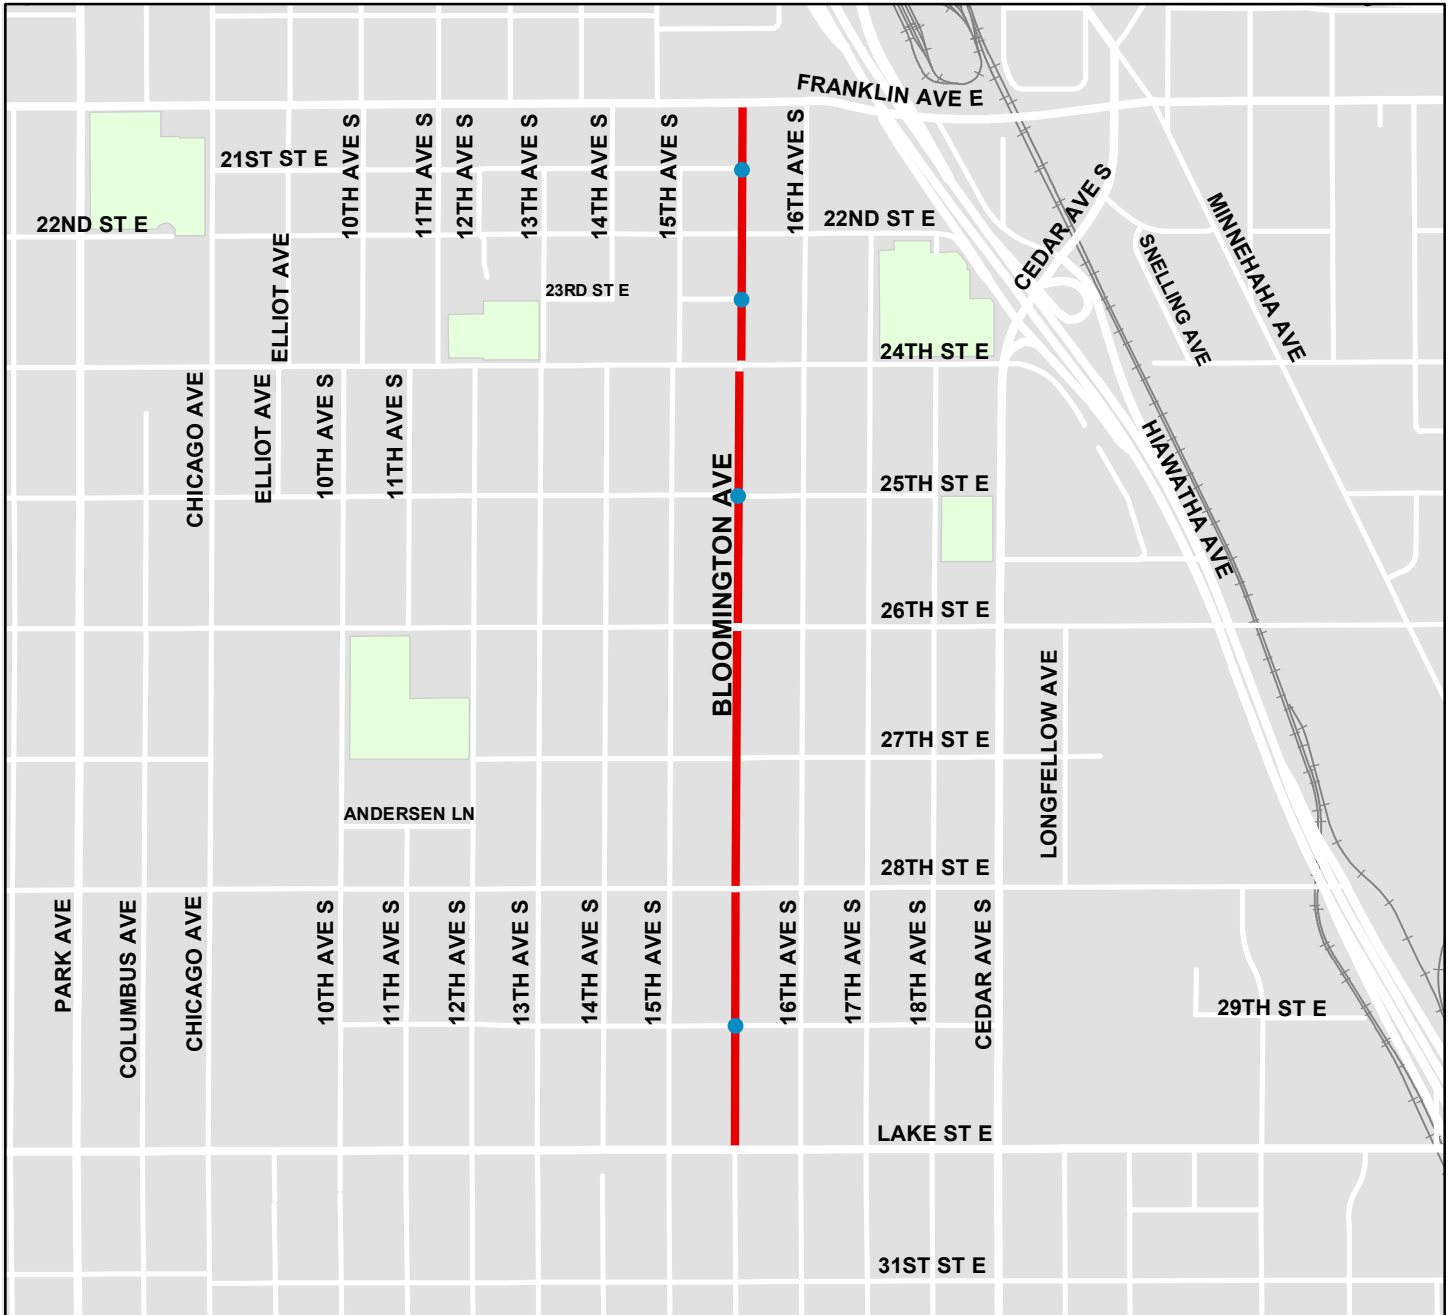 FRANKLIN AVE E
10TH AVE S
11TH AVE S
12TH AVE S
13TH AVE S
14TH AVE S
15TH AVE S
16TH AVE S
21ST ST E
22ND ST E
22ND ST E
CEDAR AVE S
MINNEHAHA AVE
SNELLING AVE
ELLIOT AVE
23RD ST E
24TH ST E
CHICAGO AVE
ELLIOT AVE
10TH AVE S
11TH AVE S
BLOOMINGTON AVE
25TH ST E
HIAWATHA AVE
26TH ST E
LONGFELLOW AVE
27TH ST E
ANDERSEN LN
28TH ST E
PARK AVE
COLUMBUS AVE
CHICAGO AVE
10TH AVE S
11TH AVE S
12TH AVE S
13TH AVE S
14TH AVE S
15TH AVE S
16TH AVE S
17TH AVE S
18TH AVE S
CEDAR AVE S
29TH ST E
LAKE ST E
31ST ST E